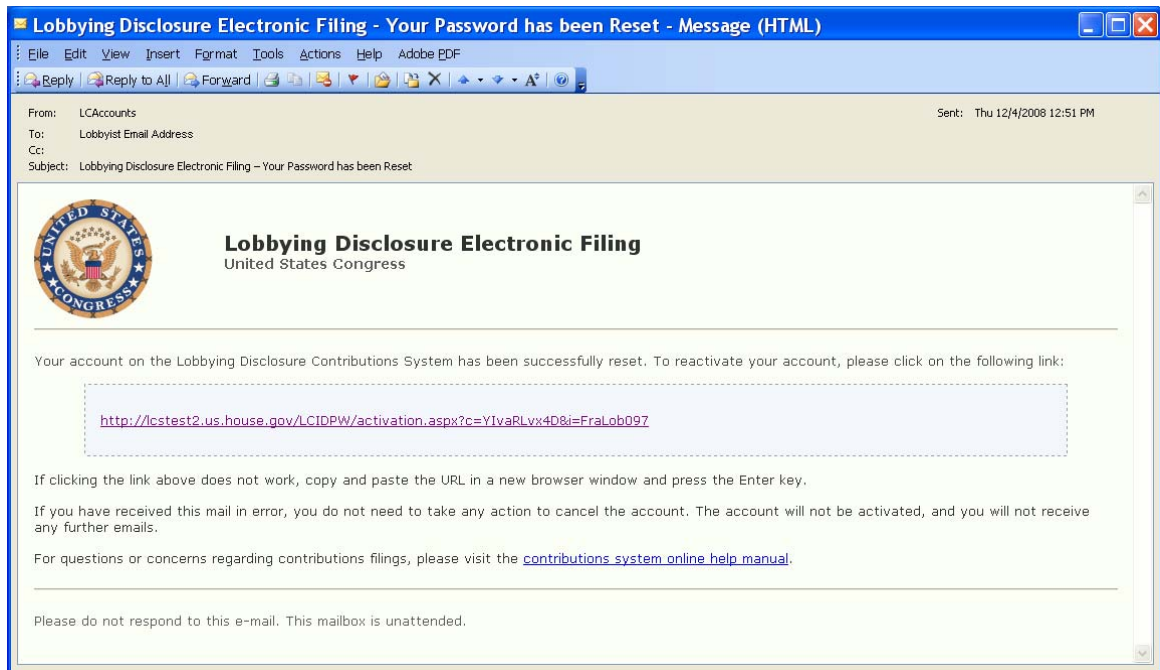 Lobbying Disclosure Electronic Filing - Your Password has been Reset - Message (HTML)
File Edit View Insert Format Tools Actions Help Adobe PDF
Reply Reply to All Forward
From: LCAccounts Sent: Thu 12/4/2008 12:51 PM
To: Lobbyist Email Address
Cc:
Subject: Lobbying Disclosure Electronic Filing – Your Password has been Reset
UNITED STATES
CONGRESS
Lobbying Disclosure Electronic Filing
United States Congress
Your account on the Lobbying Disclosure Contributions System has been successfully reset. To reactivate your account, please click on the following link:
http://lcstest2.us.house.gov/LCIDPW/activation.aspx?c=YIvaRLvx4D&i=FraLob097
If clicking the link above does not work, copy and paste the URL in a new browser window and press the Enter key.
If you have received this mail in error, you do not need to take any action to cancel the account. The account will not be activated, and you will not receive
any further emails.
For questions or concerns regarding contributions filings, please visit the contributions system online help manual.
Please do not respond to this e-mail. This mailbox is unattended.